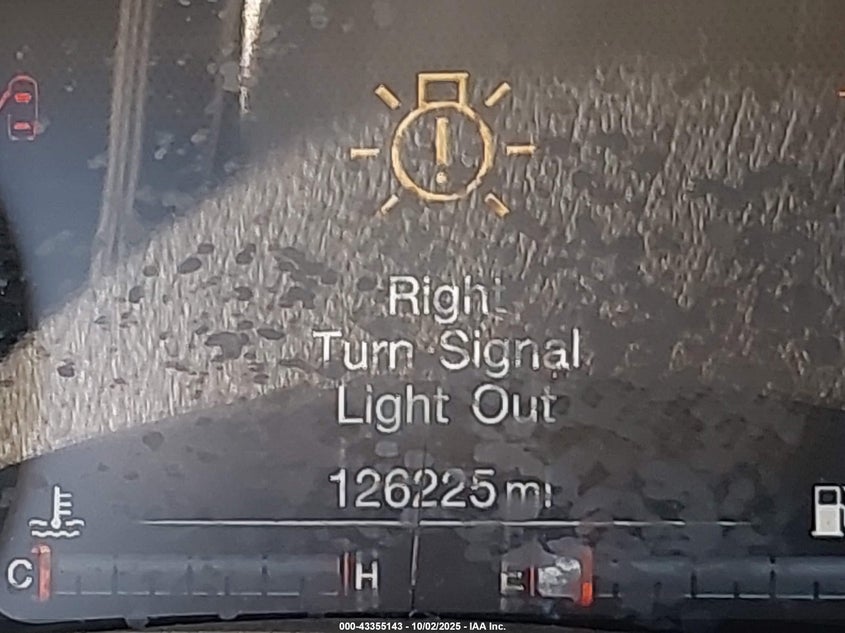 Right
Turn Signal
Light Out
126225 mi
C H E
000-43355143 - 10/02/2025 - IAA Inc.